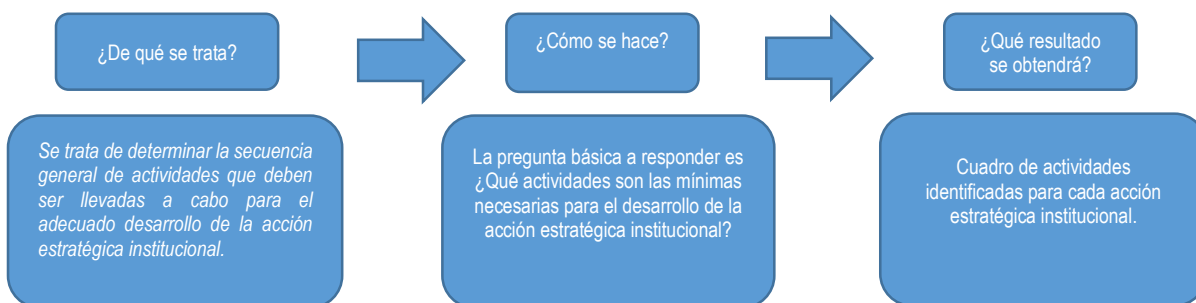 ¿De qué se trata?
Se trata de determinar la secuencia
general de actividades que deben
ser llevadas a cabo para el
adecuado desarrollo de la acción
estratégica institucional.
¿Cómo se hace?
La pregunta básica a responder es
¿Qué actividades son las mínimas
necesarias para el desarrollo de la
acción estratégica institucional?
¿Qué resultado
se obtendrá?
Cuadro de actividades
identificadas para cada acción
estratégica institucional.